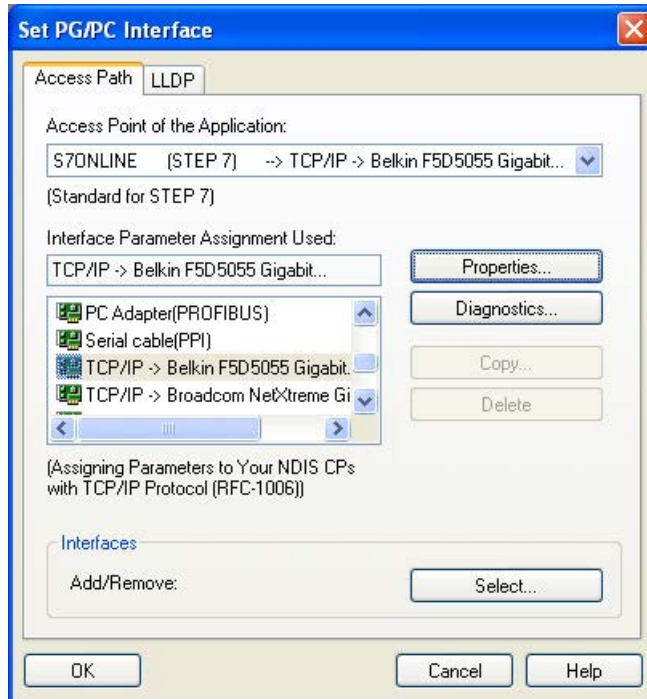 Set PG/PC Interface
Access Path LLDP
Access Point of the Application:
S7ONLINE (STEP 7) --> TCP/IP -> Belkin F5D5055 Gigabit...
(Standard for STEP 7)
Interface Parameter Assignment Used:
TCP/IP -> Belkin F5D5055 Gigabit...
Properties...
PC Adapter(PROFIBUS)
Diagnostics...
Serial cable(PPI)
TCP/IP -> Belkin F5D5055 Gigabit.
Copy...
TCP/IP -> Broadcom NetXtreme Gi
Delete
(Assigning Parameters to Your NDIS CPs
with TCP/IP Protocol (RFC-1006))
Interfaces
Add/Remove:
Select...
OK Cancel Help